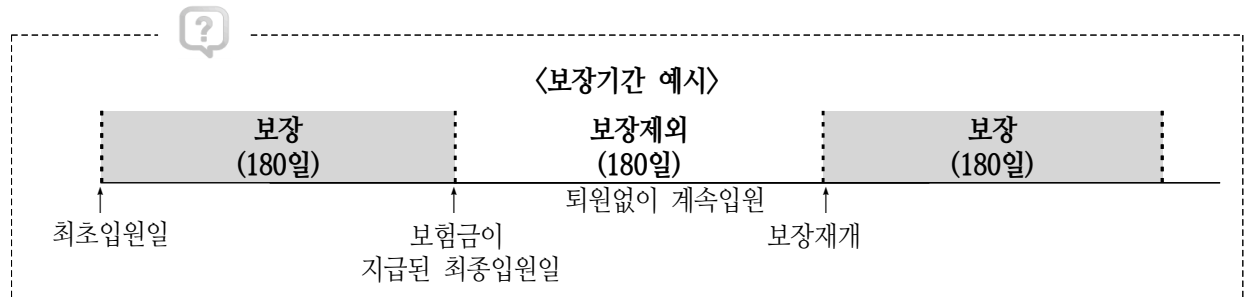 ?
〈보장기간 예시〉
보장 보장제외 보장
(180일) (180일) (180일)
퇴원없이 계속입원
최초입원일 보험금이 보장재개
지급된 최종입원일